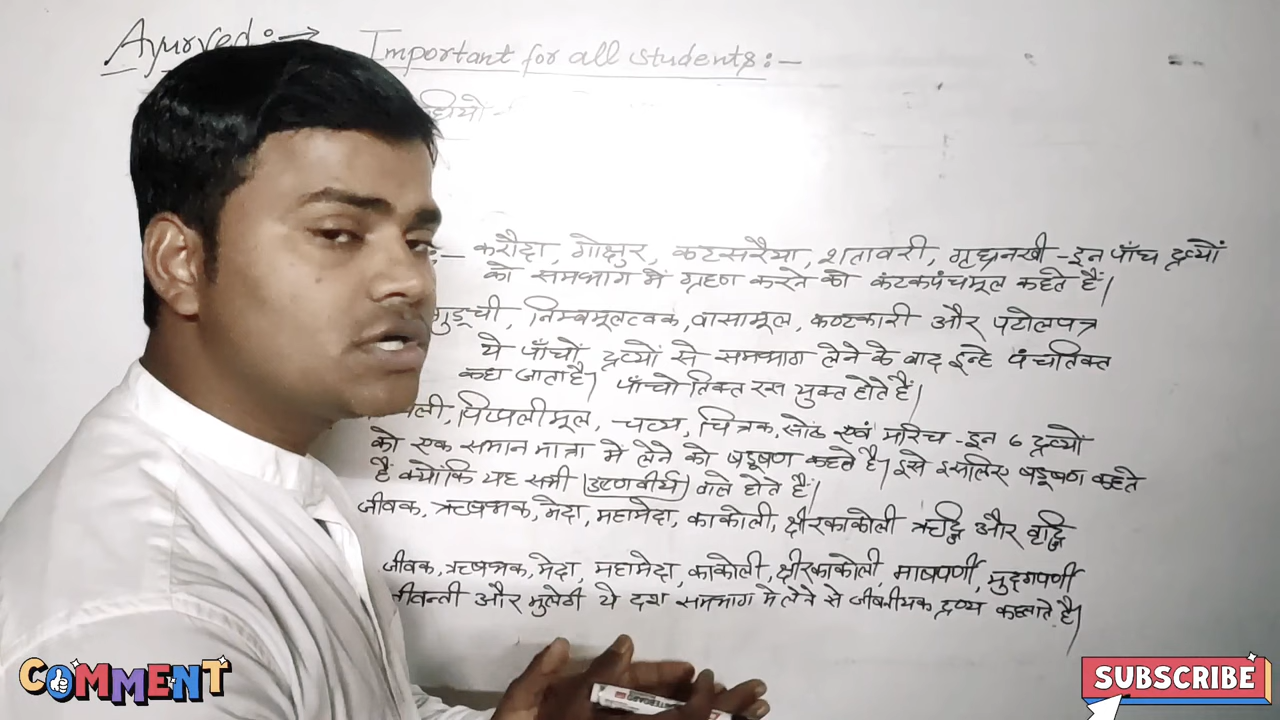 Ayurved :→ Important for all students :-
:- करौदा, गोक्षुर, कटसरैया, शतावरी, गृध्रनखी - इन पाँच द्रव्यों
को समभाग में ग्रहण करने को कंटकपंचमूल कहते हैं।
गुडूची, निम्बमूलत्वक, वासामूल, कण्टकारी और पटोलपत्र
ये पाँचों द्रव्यों से समभाग लेने के बाद इन्हे पंचतिक्त
कहा जाता है। पाँचो तिक्त रस युक्त होते हैं।
पिप्पलीमूल, चव्य, चित्रक, सोंठ एवं मरिच - इन 6 द्रव्यो
को एक समान मात्रा में लेने को षडूषण कहते है। इसे इसलिए षडूषण कहते
हैं क्योंकि यह सभी (उष्णवीर्य) वाले होते हैं।
जीवक, ऋषभक, मेदा, महामेदा, काकोली, क्षीरकाकोली ऋद्धि और वृद्धि
जीवक, ऋषभक, मेदा, महामेदा, काकोली, क्षीरकाकोली, माषपर्णी, मुद्गपर्णी
जीवन्ती और मुलेठी ये दश समभाग मे लेने से जीवनीयक द्रव्य कहलाते है।
COMMENT
SUBSCRIBE